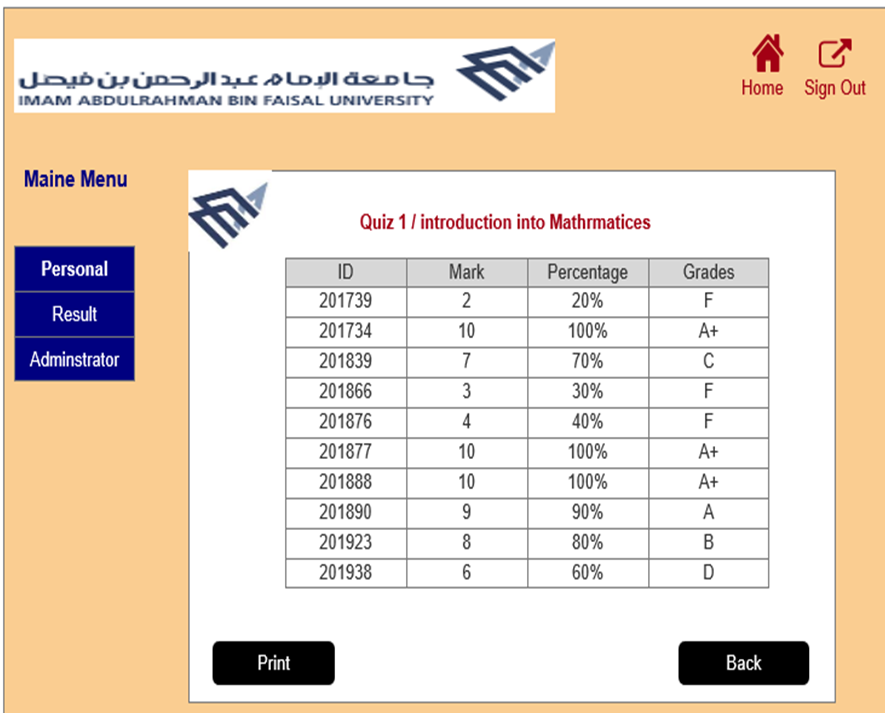 جامعة الإمام عبد الرحمن بن فيصل
IMAM ABDULRAHMAN BIN FAISAL UNIVERSITY
Home Sign Out
Maine Menu
Personal
Result
Adminstrator
Quiz 1 / introduction into Mathrmatices
ID Mark Percentage Grades
201739 2 20% F
201734 10 100% A+
201839 7 70% C
201866 3 30% F
201876 4 40% F
201877 10 100% A+
201888 10 100% A+
201890 9 90% A
201923 8 80% B
201938 6 60% D
Print Back